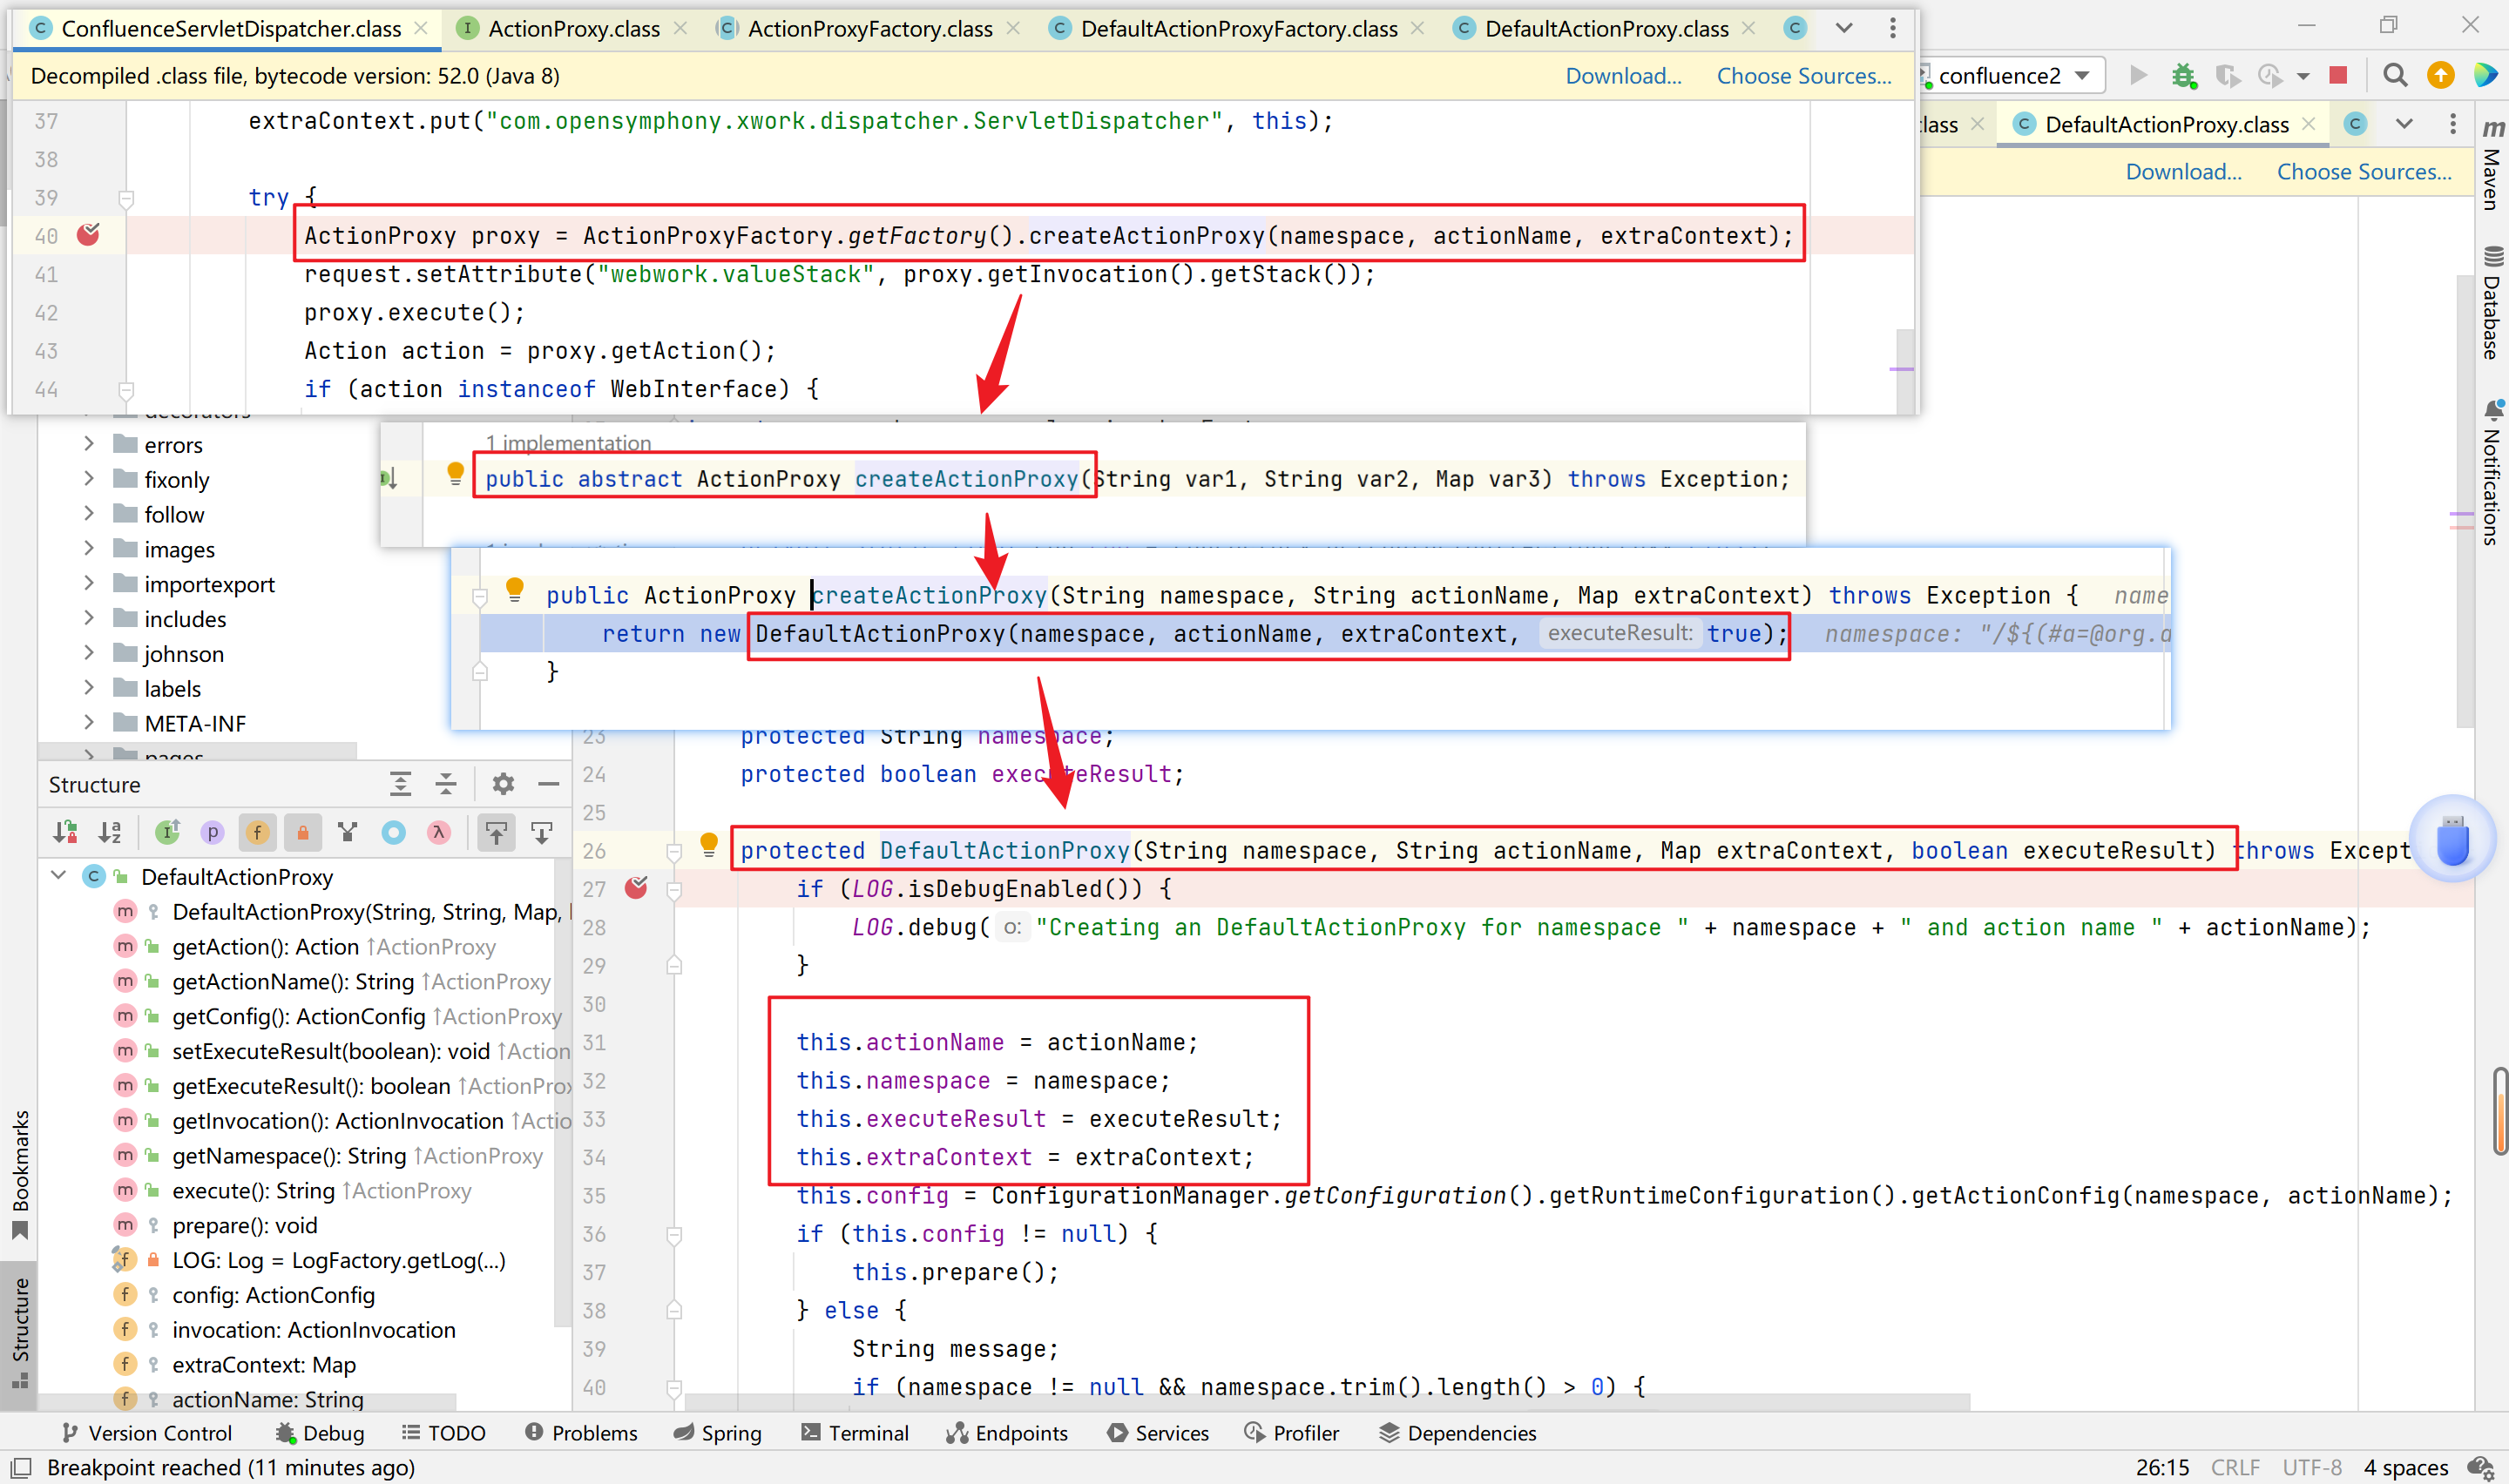 ConfluenceServletDispatcher.class
ActionProxy.class
ActionProxyFactory.class
DefaultActionProxyFactory.class
DefaultActionProxy.class
Decompiled .class file, bytecode version: 52.0 (Java 8)
Download...
Choose Sources...
confluence2
37 extraContext.put("com.opensymphony.xwork.dispatcher.ServletDispatcher", this);
38
39 try {
40 ActionProxy proxy = ActionProxyFactory.getFactory().createActionProxy(namespace, actionName, extraContext);
41 request.setAttribute("webwork.valueStack", proxy.getInvocation().getStack());
42 proxy.execute();
43 Action action = proxy.getAction();
44 if (action instanceof WebInterface) {
class
DefaultActionProxy.class
Download...
Choose Sources...
Maven
Database
Notifications
decorators
errors
fixonly
follow
images
importexport
includes
johnson
labels
META-INF
pages
1 implementation
public abstract ActionProxy createActionProxy(String var1, String var2, Map var3) throws Exception;
public ActionProxy createActionProxy(String namespace, String actionName, Map extraContext) throws Exception { name
return new DefaultActionProxy(namespace, actionName, extraContext, executeResult: true); namespace: "/${(#a=@org.a
}
23 protected String namespace;
24 protected boolean executeResult;
25
26 protected DefaultActionProxy(String namespace, String actionName, Map extraContext, boolean executeResult) throws Except
27 if (LOG.isDebugEnabled()) {
28 LOG.debug( o: "Creating an DefaultActionProxy for namespace " + namespace + " and action name " + actionName);
29 }
30
31 this.actionName = actionName;
32 this.namespace = namespace;
33 this.executeResult = executeResult;
34 this.extraContext = extraContext;
35 this.config = ConfigurationManager.getConfiguration().getRuntimeConfiguration().getActionConfig(namespace, actionName);
36 if (this.config != null) {
37 this.prepare();
38 } else {
39 String message;
40 if (namespace != null && namespace.trim().length() > 0) {
Structure
DefaultActionProxy
DefaultActionProxy(String, String, Map,
getAction(): Action ↑ActionProxy
getActionName(): String ↑ActionProxy
getConfig(): ActionConfig ↑ActionProxy
setExecuteResult(boolean): void ↑Action
getExecuteResult(): boolean ↑ActionProx
getInvocation(): ActionInvocation ↑Actio
getNamespace(): String ↑ActionProxy
execute(): String ↑ActionProxy
prepare(): void
LOG: Log = LogFactory.getLog(...)
config: ActionConfig
invocation: ActionInvocation
extraContext: Map
actionName: String
Bookmarks
Structure
Version Control
Debug
TODO
Problems
Spring
Terminal
Endpoints
Services
Profiler
Dependencies
Breakpoint reached (11 minutes ago)
26:15 CRLF UTF-8 4 spaces